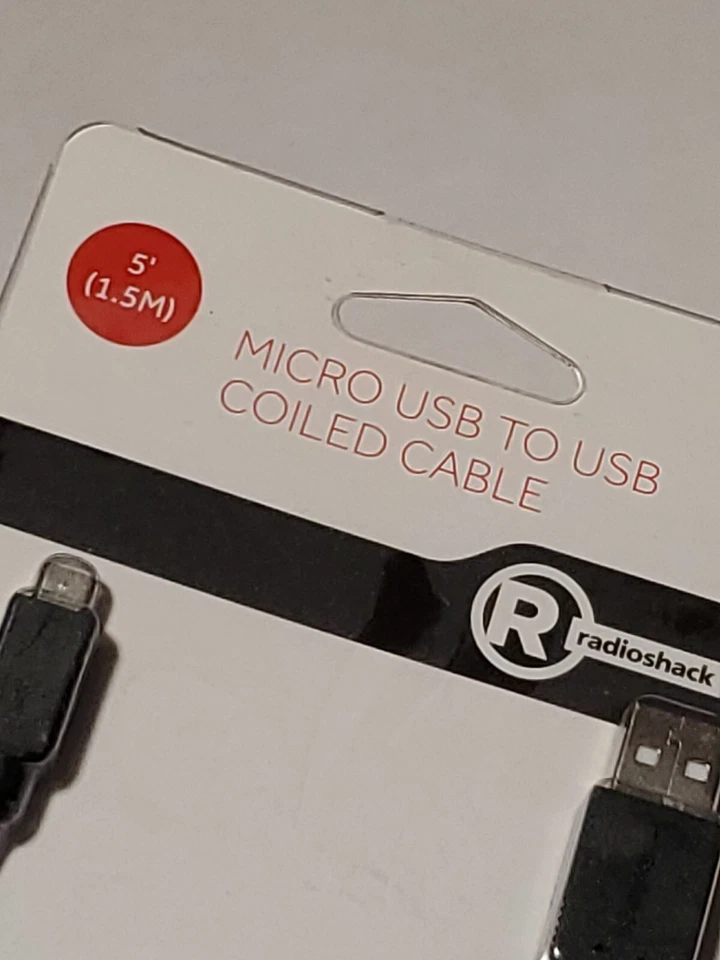 5'
(1.5M)
MICRO USB TO USB
COILED CABLE
R
radioshack